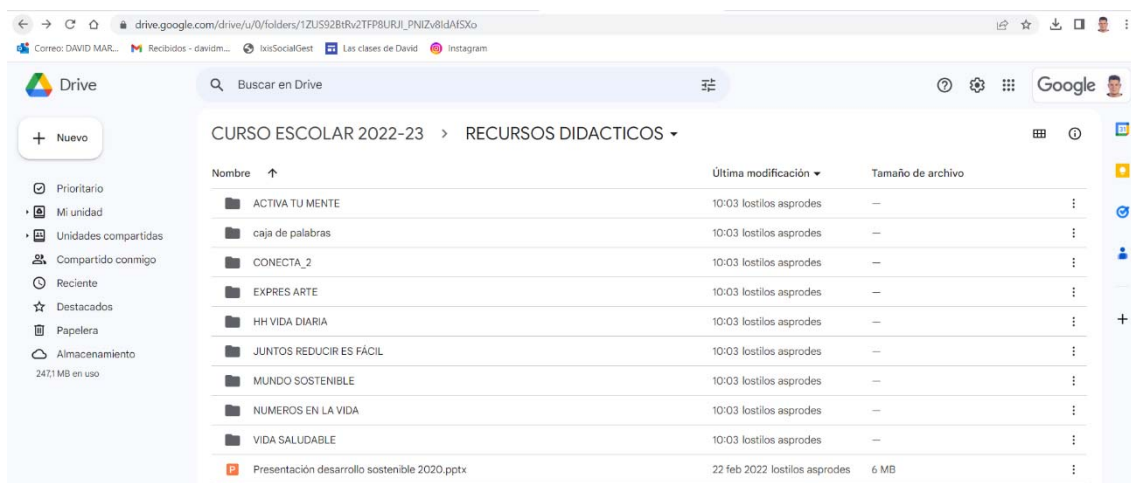 drive.google.com/drive/u/0/folders/1ZUS92BtRv2TFP8URJI_PNIZv8IdAfSXo
Correo: DAVID MAR... Recibidos - davidm... IxisSocialGest Las clases de David Instagram
Drive Buscar en Drive Google
Nuevo CURSO ESCOLAR 2022-23 > RECURSOS DIDACTICOS
Nombre Última modificación Tamaño de archivo
Prioritario
Mi unidad
Unidades compartidas
Compartido conmigo
Reciente
Destacados
Papelera
Almacenamiento
247,1 MB en uso
ACTIVA TU MENTE 10:03 lostilos asprodes —
caja de palabras 10:03 lostilos asprodes —
CONECTA_2 10:03 lostilos asprodes —
EXPRES ARTE 10:03 lostilos asprodes —
HH VIDA DIARIA 10:03 lostilos asprodes —
JUNTOS REDUCIR ES FÁCIL 10:03 lostilos asprodes —
MUNDO SOSTENIBLE 10:03 lostilos asprodes —
NUMEROS EN LA VIDA 10:03 lostilos asprodes —
VIDA SALUDABLE 10:03 lostilos asprodes —
Presentación desarrollo sostenible 2020.pptx 22 feb 2022 lostilos asprodes 6 MB